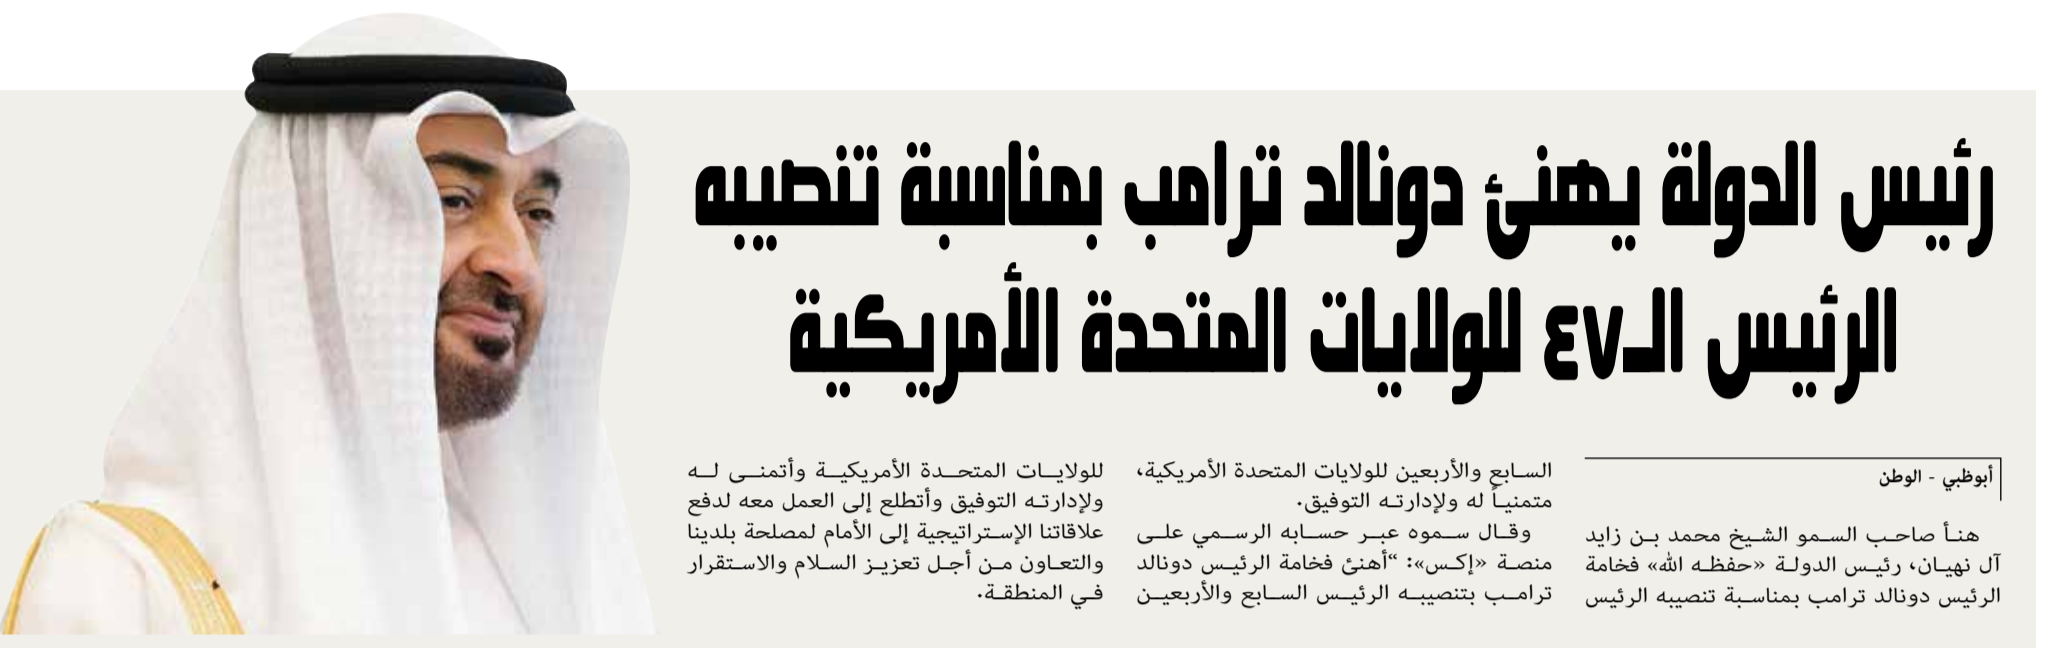 رئيس الدولة يهنئ دونالد ترامب بمناسبة تنصيبه
الرئيس الـ٤٧ للولايات المتحدة الأمريكية
أبوظبي - الوطن
هنأ صاحب السمو الشيخ محمد بن زايد
آل نهيان، رئيس الدولة «حفظه الله» فخامة
الرئيس دونالد ترامب بمناسبة تنصيبه الرئيس
السابع والأربعين للولايات المتحدة الأمريكية،
متمنياً له ولإدارته التوفيق.
وقال سموه عبر حسابه الرسمي على
منصة «إكس»: “أهنئ فخامة الرئيس دونالد
ترامب بتنصيبه الرئيس السابع والأربعين
للولايات المتحدة الأمريكية وأتمنى له
ولإدارته التوفيق وأتطلع إلى العمل معه لدفع
علاقاتنا الإستراتيجية إلى الأمام لمصلحة بلدينا
والتعاون من أجل تعزيز السلام والاستقرار
في المنطقة.